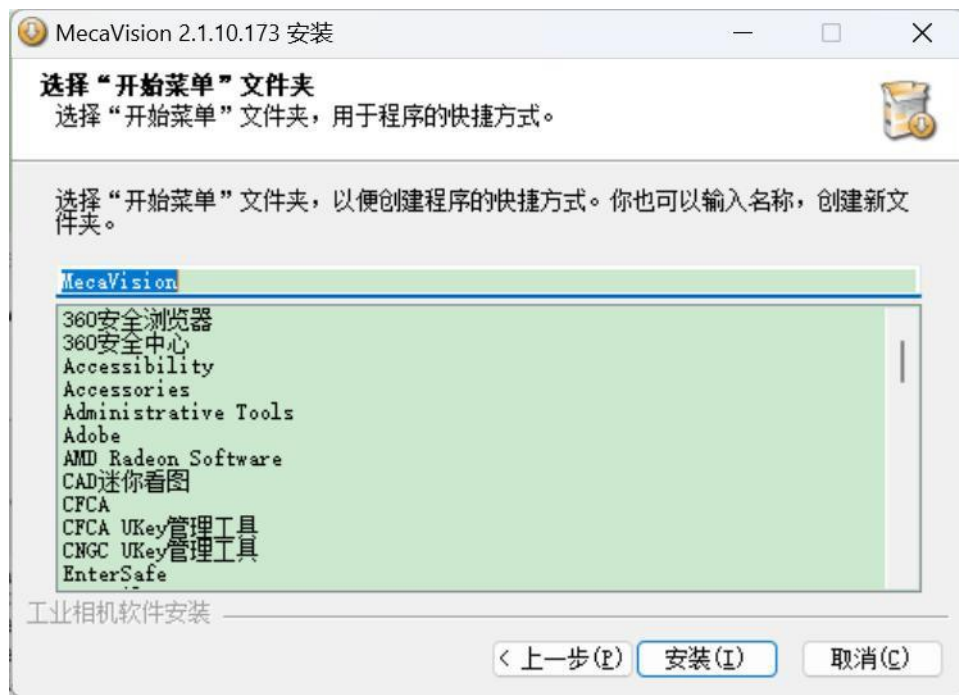 MecaVision 2.1.10.173 安装
选择“开始菜单”文件夹
选择“开始菜单”文件夹，用于程序的快捷方式。
选择“开始菜单”文件夹，以便创建程序的快捷方式。你也可以输入名称，创建新文
件夹。
MecaVision
360安全浏览器
360安全中心
Accessibility
Accessories
Administrative Tools
Adobe
AMD Radeon Software
CAD迷你看图
CFCA
CFCA UKey管理工具
CNGC UKey管理工具
EnterSafe
工业相机软件安装
< 上一步(P)
安装(I)
取消(C)